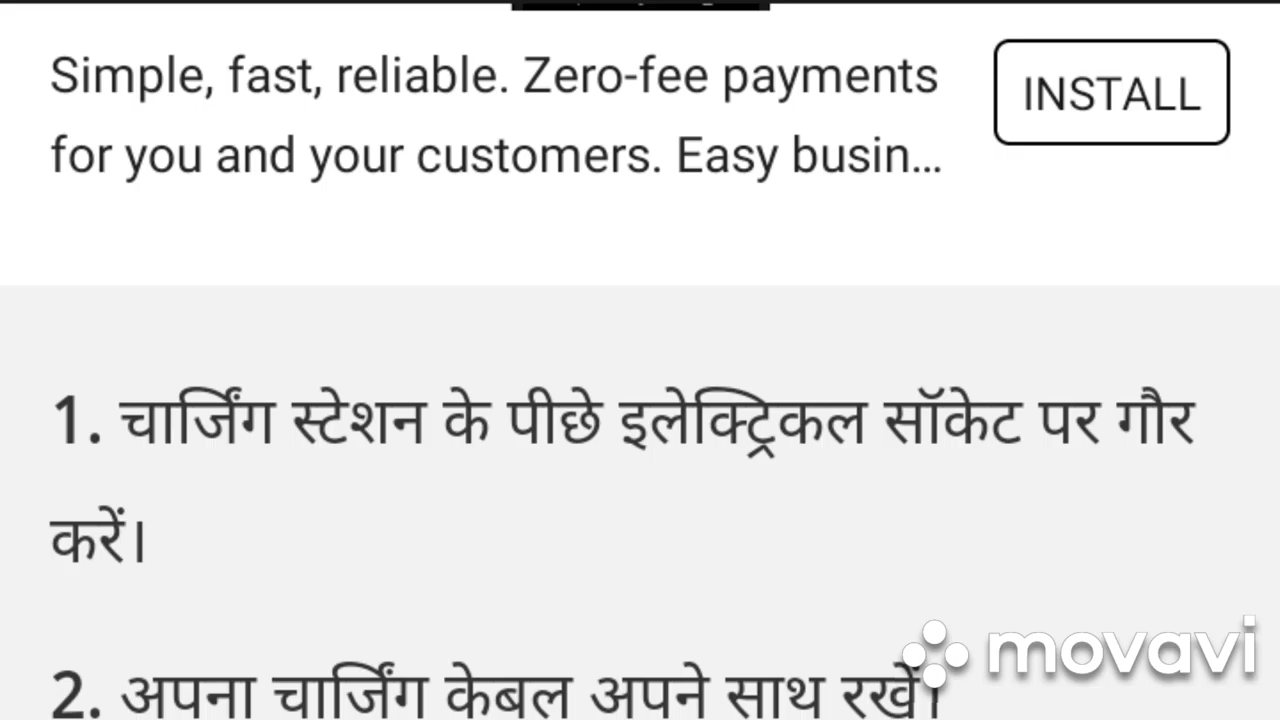 Simple, fast, reliable. Zero-fee payments
INSTALL
for you and your customers. Easy busin...
1. चार्जिंग स्टेशन के पीछे इलेक्ट्रिकल सॉकेट पर गौर
करें।
movavi
2. अपना चार्जिंग केबल अपने साथ रखें।